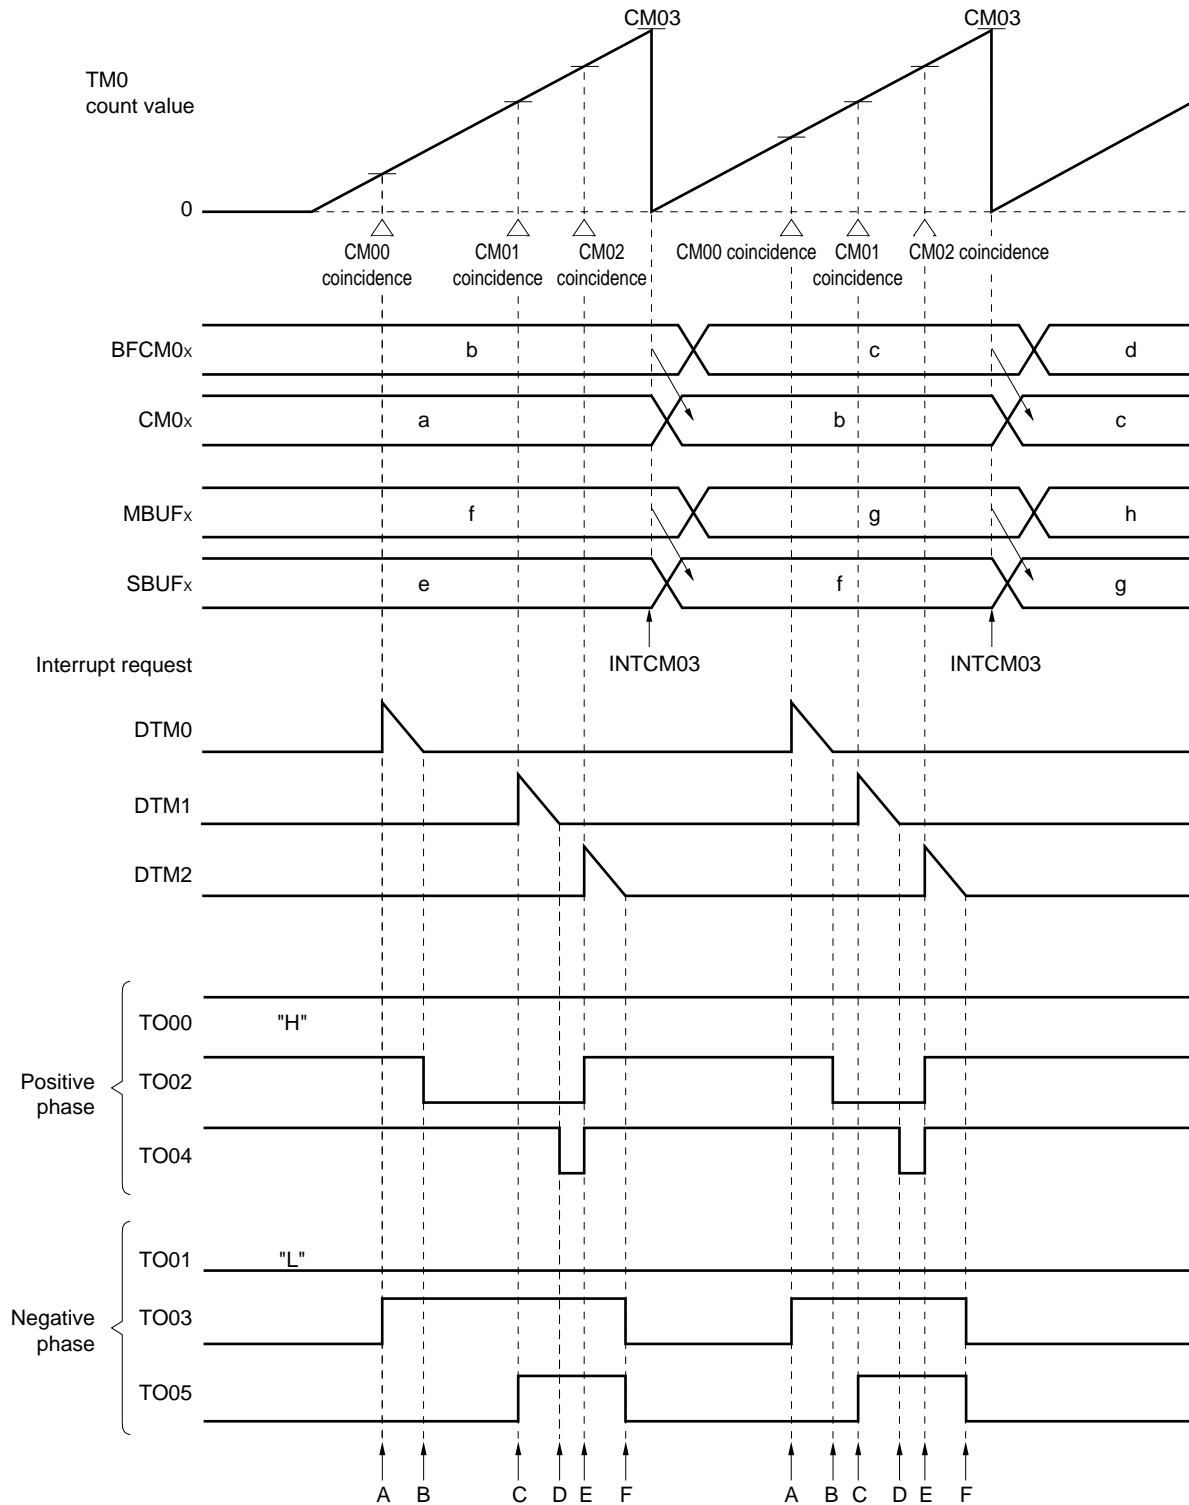 CM03 CM03
TM0
count value
0
CM00 CM01 CM02 CM00 coincidence CM01 CM02 coincidence
coincidence coincidence coincidence coincidence
BFCM0X b c d
CM0X a b c
MBUFX f g h
SBUFX e f g
Interrupt request INTCM03 INTCM03
DTM0
DTM1
DTM2
TO00 "H"
Positive
phase
TO02
TO04
TO01 "L"
Negative
phase
TO03
TO05
A B C D E F A B C D E F